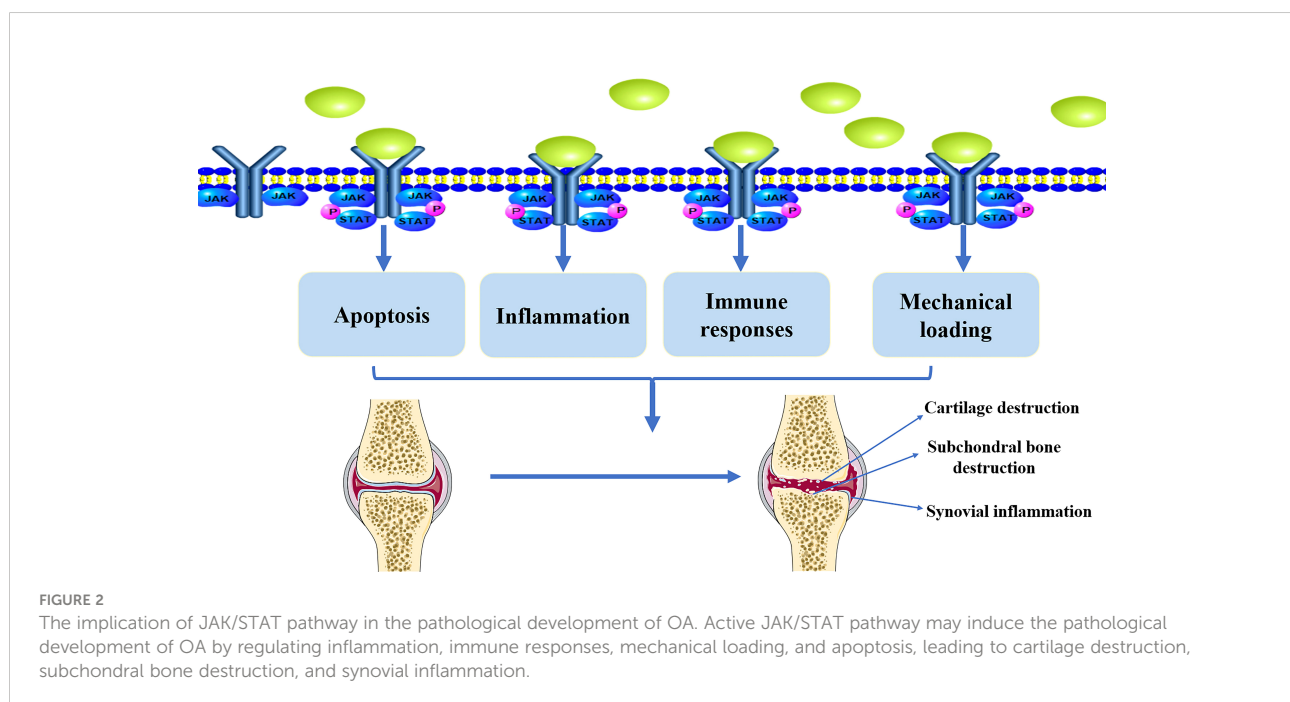 JAK
JAK
JAK
JAK
P
P
STAT
STAT
JAK
JAK
P
P
STAT
STAT
JAK
JAK
P
P
STAT
STAT
JAK
JAK
P
P
STAT
STAT
Apoptosis
Inflammation
Immune
responses
Mechanical
loading
Cartilage destruction
Subchondral bone
destruction
Synovial inflammation
FIGURE 2
The implication of JAK/STAT pathway in the pathological development of OA. Active JAK/STAT pathway may induce the pathological
development of OA by regulating inflammation, immune responses, mechanical loading, and apoptosis, leading to cartilage destruction,
subchondral bone destruction, and synovial inflammation.